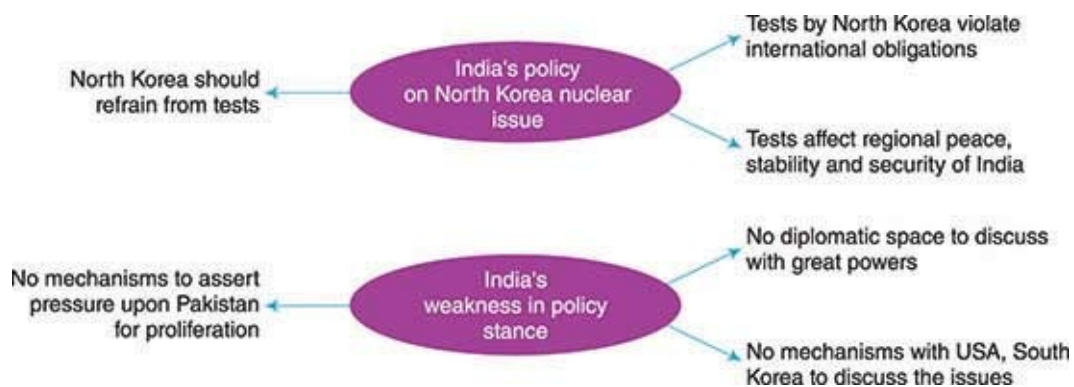 Tests by North Korea violate
international obligations
India's policy
on North Korea nuclear
issue
North Korea should
refrain from tests
Tests affect regional peace,
stability and security of India
No diplomatic space to discuss
with great powers
India's
weakness in policy
stance
No mechanisms to assert
pressure upon Pakistan
for proliferation
No mechanisms with USA, South
Korea to discuss the issues